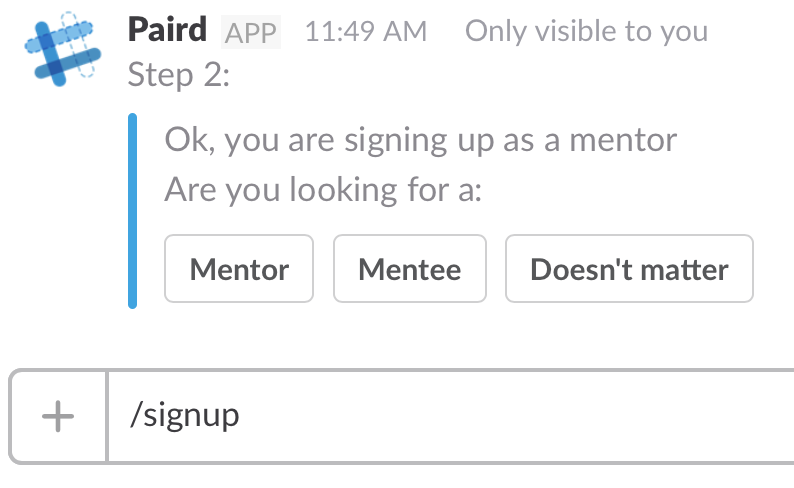 Paird APP 11:49 AM Only visible to you
Step 2:
Ok, you are signing up as a mentor
Are you looking for a:
Mentor Mentee Doesn't matter
+ /signup